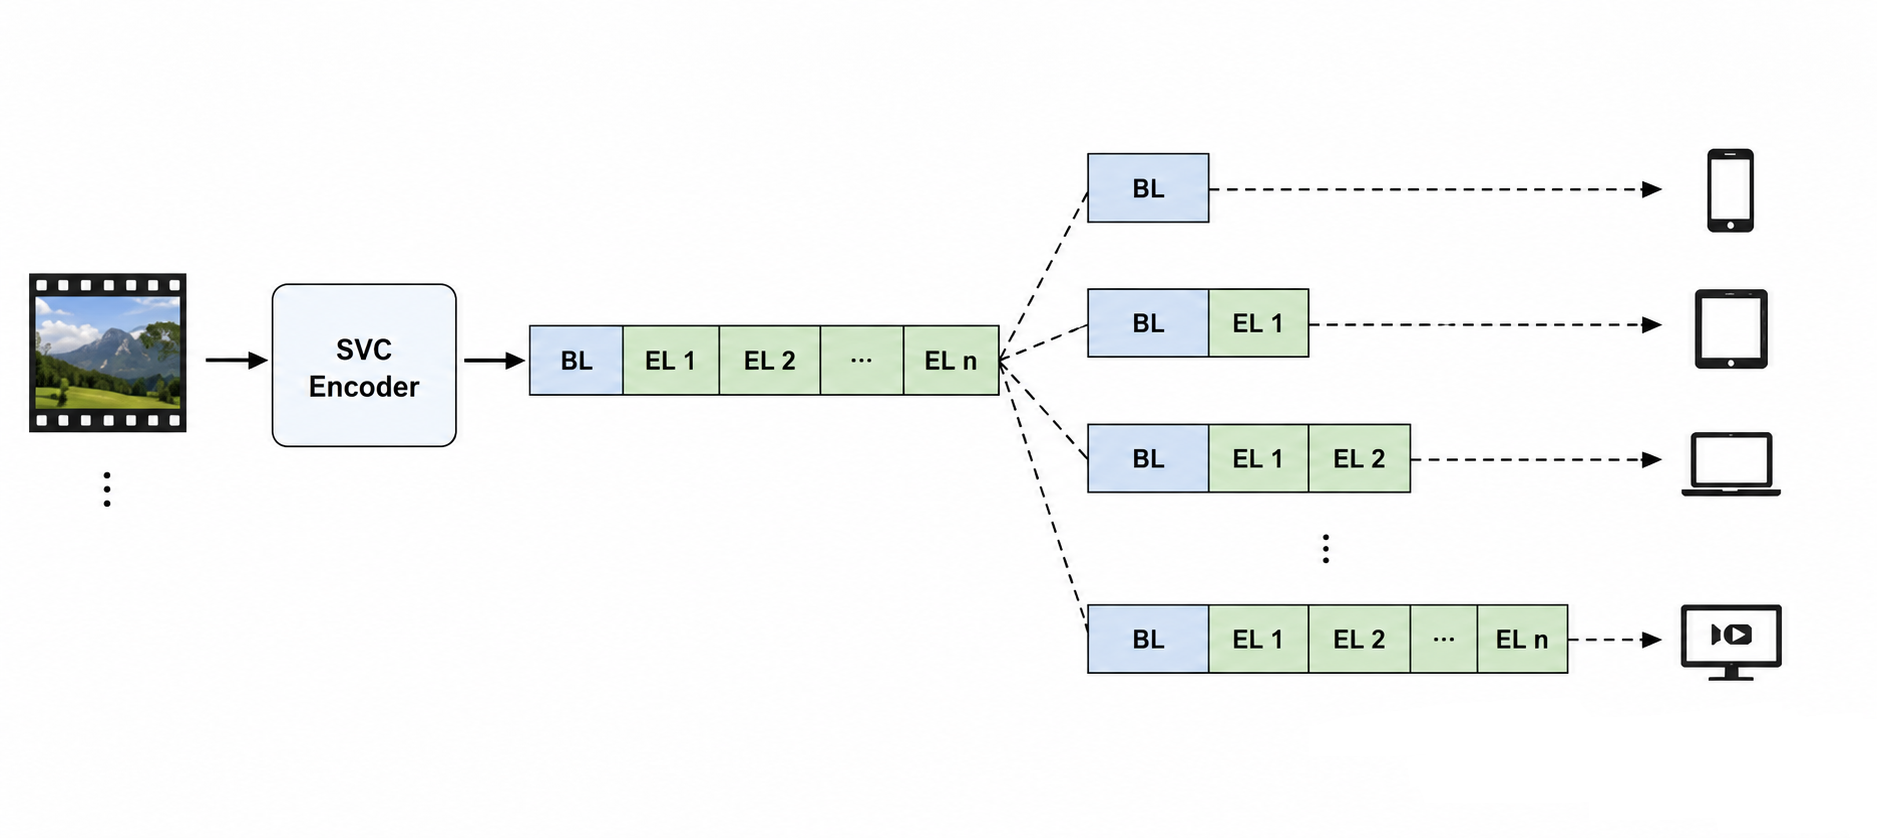 SVC
Encoder
BL EL 1 EL 2 ... EL n
BL
BL EL 1
BL EL 1 EL 2
BL EL 1 EL 2 ... EL n